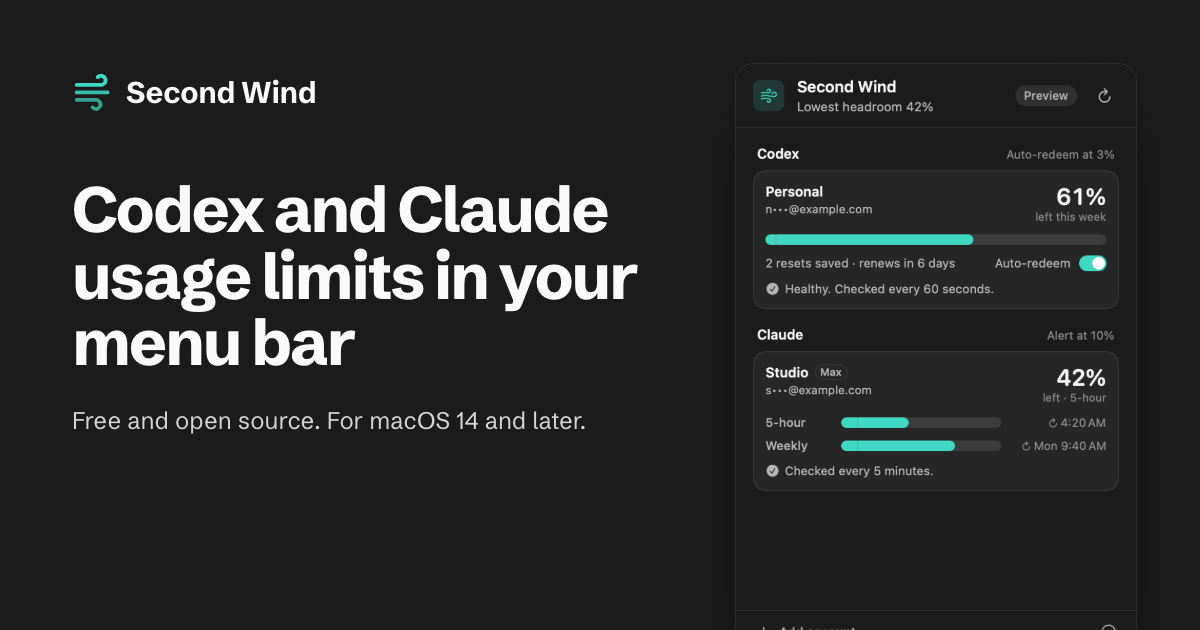 Second Wind
Codex and Claude
usage limits in your
menu bar
Free and open source. For macOS 14 and later.
Second Wind
Lowest headroom 42%
Preview
Codex
Auto-redeem at 3%
Personal
n•••@example.com
61%
left this week
2 resets saved · renews in 6 days
Auto-redeem
Healthy. Checked every 60 seconds.
Claude
Alert at 10%
Studio
Max
s•••@example.com
42%
left · 5-hour
5-hour
4:20 AM
Weekly
Mon 9:40 AM
Checked every 5 minutes.